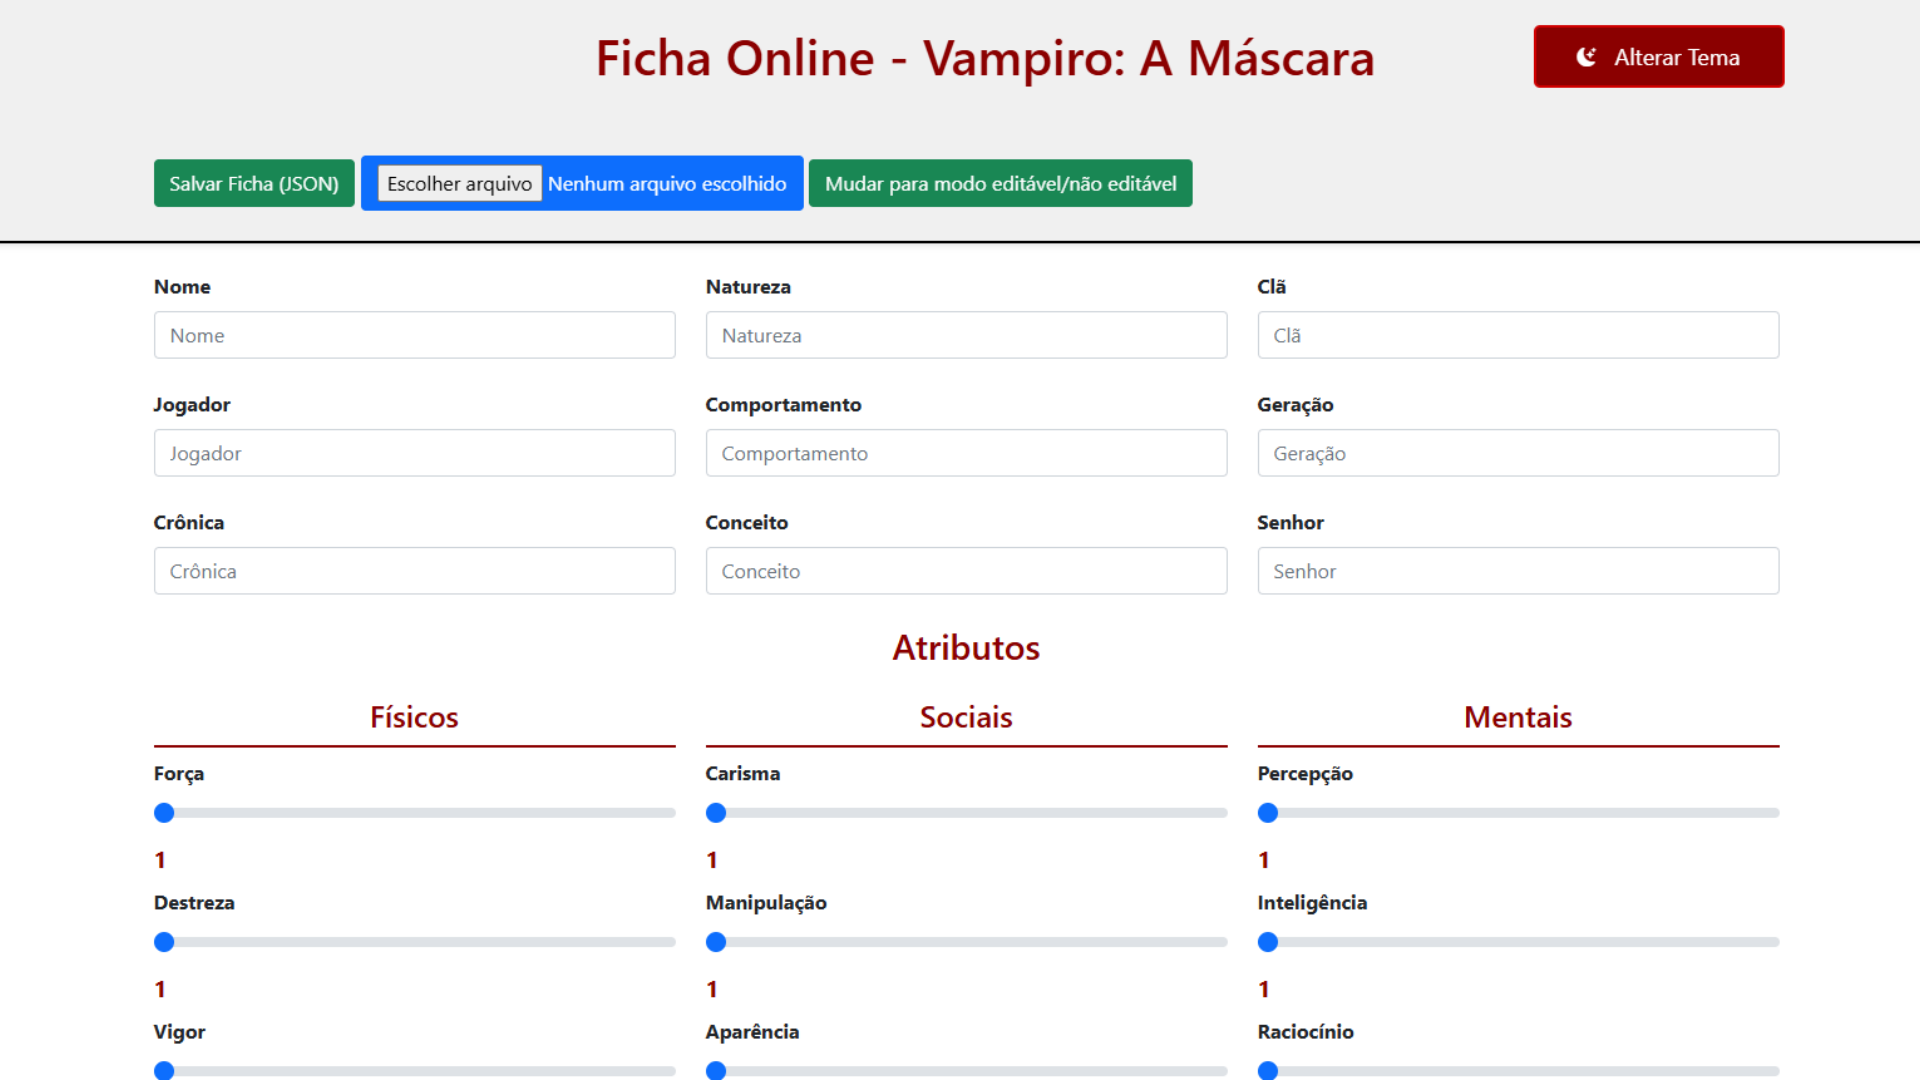 Ficha Online - Vampiro: A Máscara
Alterar Tema
Salvar Ficha (JSON) Escolher arquivo Nenhum arquivo escolhido Mudar para modo editável/não editável
Nome Natureza Clã
Nome Natureza Clã
Jogador Comportamento Geração
Jogador Comportamento Geração
Crônica Conceito Senhor
Crônica Conceito Senhor
Atributos
Físicos Sociais Mentais
Força Carisma Percepção
1 1 1
Destreza Manipulação Inteligência
1 1 1
Vigor Aparência Raciocínio